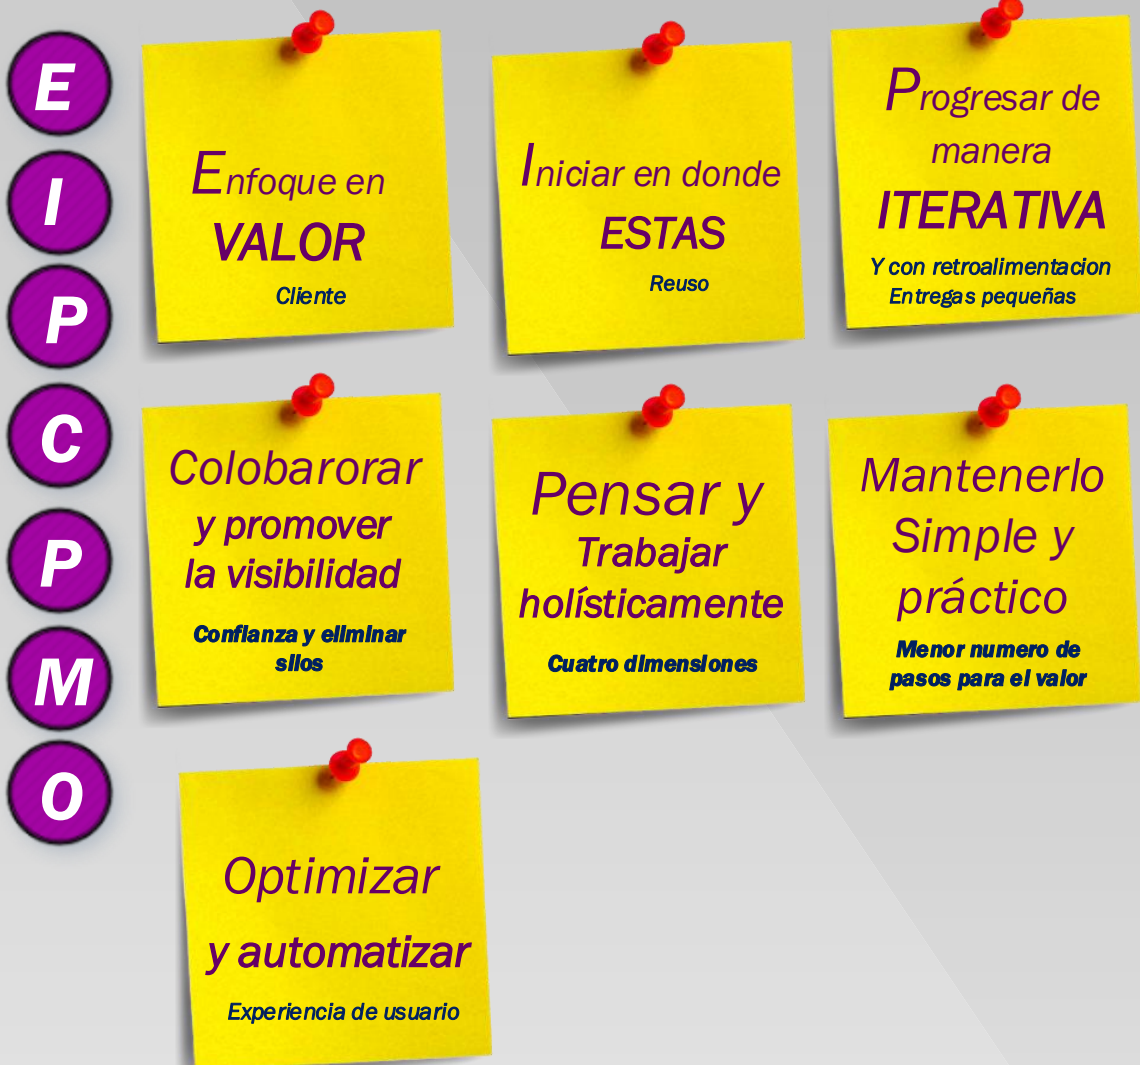 E
I
P
C
P
M
O
Enfoque en
VALOR
Cliente
Iniciar en donde
ESTAS
Reuso
Progresar de
manera
ITERATIVA
Y con retroalimentacion
Entregas pequeñas
Colobarorar
y promover
la visibilidad
Confianza y eliminar
silos
Pensar y
Trabajar
holísticamente
Cuatro dimensiones
Mantenerlo
Simple y
práctico
Menor numero de
pasos para el valor
Optimizar
y automatizar
Experiencia de usuario